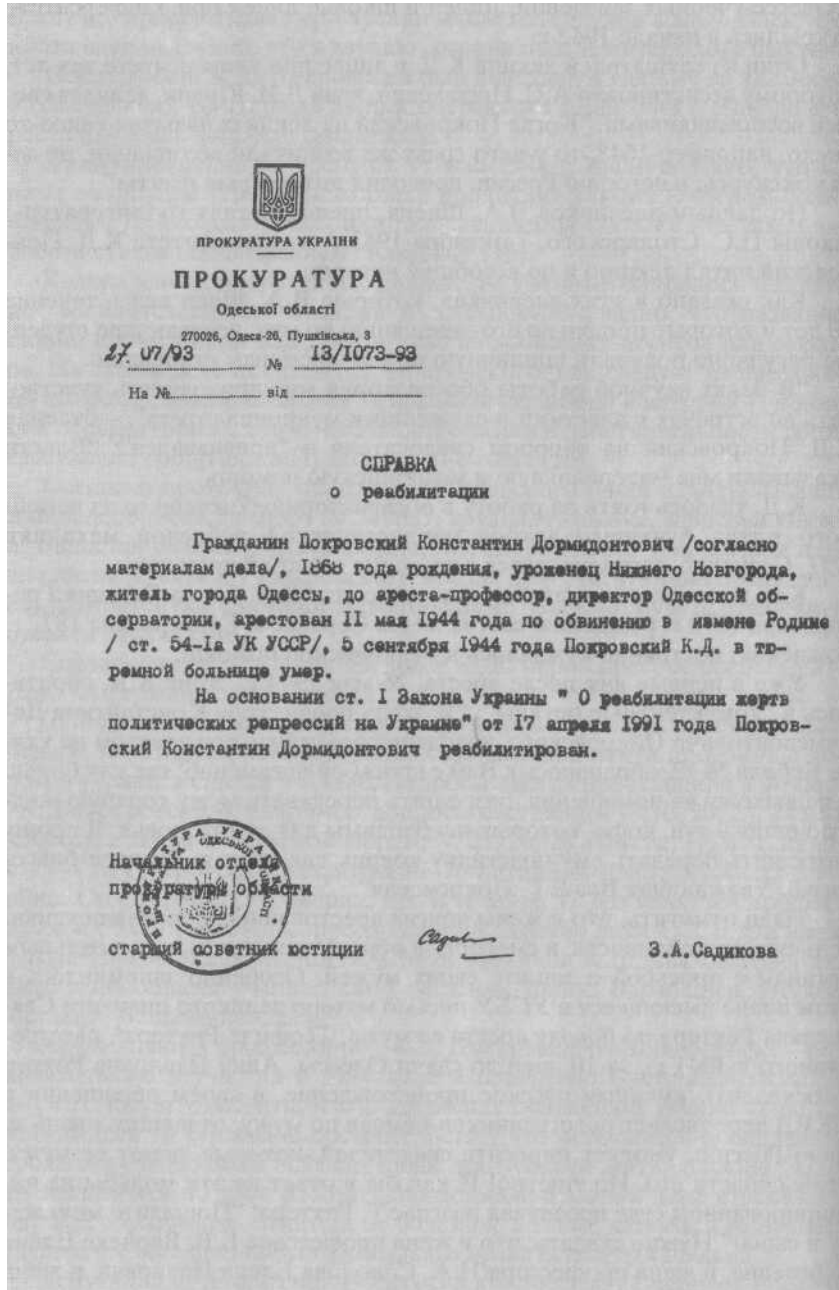 ПРОКУРАТУРА УКРАЇНИ
ПРОКУРАТУРА
Одеської області
270026, Одеса-26, Пушкінська, 3
27. 07/93 № 13/1073-93
На № від
СПРАВКА
о реабилитации
Гражданин Покровский Константин Дормидонтович /согласно
материалам дела/, 1868 года рождения, уроженец Нижнего Новгорода,
житель города Одессы, до ареста-профессор, директор Одесской об-
серватории, арестован II мая 1944 года по обвинению в измене Родине
/ ст. 54-Iа УК УССР/, 5 сентября 1944 года Покровский К.Д. в тю-
ремной больнице умер.
На основании ст. I Закона Украины " О реабилитации жертв
политических репрессий на Украине" от I7 апреля I99I года Покров-
ский Константин Дормидонтович реабилитирован.
Начальник отдела
прокуратуры области
старший советник юстиции З.А.Садикова